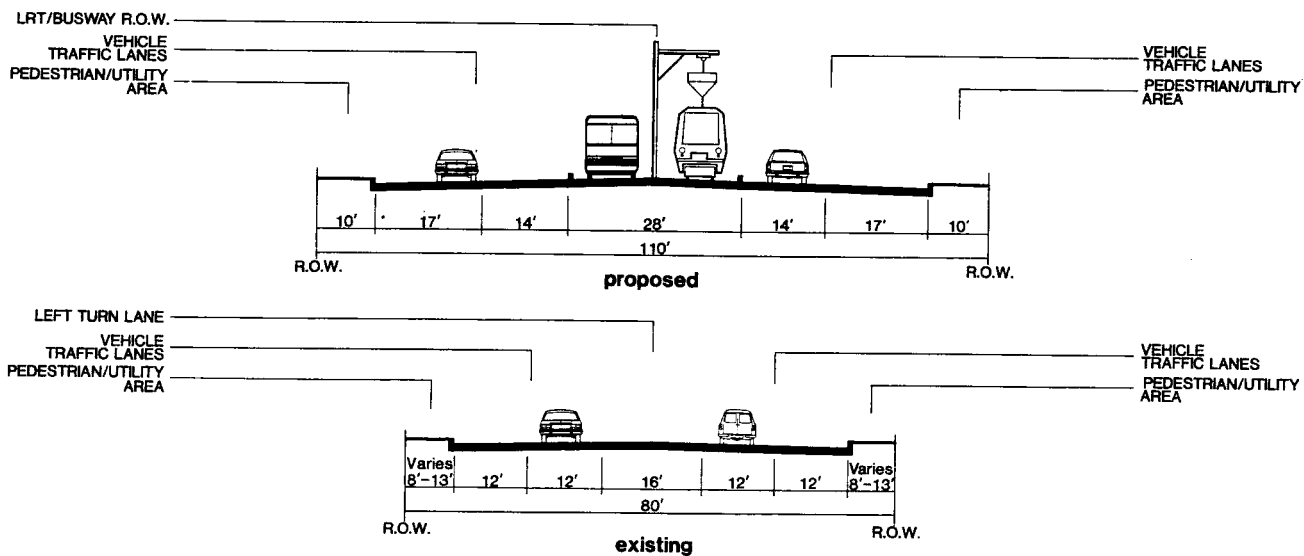 LRT/BUSWAY R.O.W.
VEHICLE
TRAFFIC LANES
PEDESTRIAN/UTILITY
AREA
VEHICLE
TRAFFIC LANES
PEDESTRIAN/UTILITY
AREA
10' 17' 14' 28' 14' 17' 10'
110'
R.O.W. R.O.W.
proposed
LEFT TURN LANE
VEHICLE
TRAFFIC LANES
PEDESTRIAN/UTILITY
AREA
VEHICLE
TRAFFIC LANES
PEDESTRIAN/UTILITY
AREA
Varies Varies
8'-13' 12' 12' 16' 12' 12' 8'-13'
80'
R.O.W. R.O.W.
existing